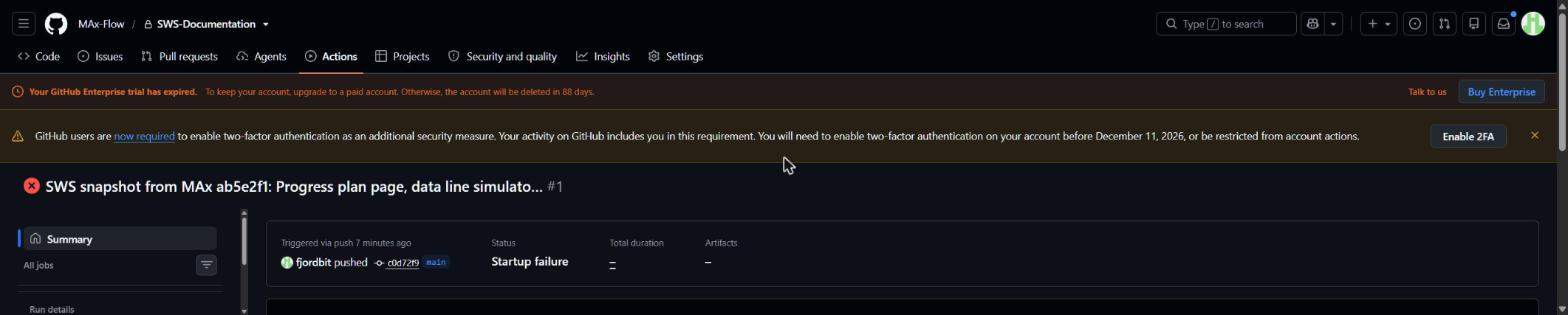 MAx-Flow / SWS-Documentation
Type / to search
Code Issues Pull requests Agents Actions Projects Security and quality Insights Settings
Your GitHub Enterprise trial has expired. To keep your account, upgrade to a paid account. Otherwise, the account will be deleted in 88 days. Talk to us Buy Enterprise
GitHub users are now required to enable two-factor authentication as an additional security measure. Your activity on GitHub includes you in this requirement. You will need to enable two-factor authentication on your account before December 11, 2026, or be restricted from account actions. Enable 2FA
SWS snapshot from MAx ab5e2f1: Progress plan page, data line simulato... #1
Summary
All jobs
Run details
Triggered via push 7 minutes ago Status Total duration Artifacts
fjordbit pushed c0d72f9 main Startup failure – –